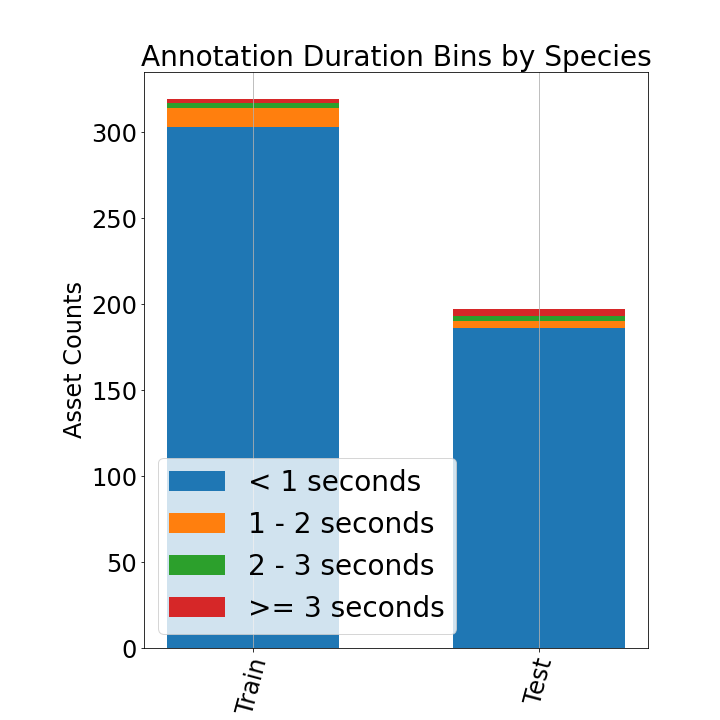 Annotation Duration Bins by Species
300
250
200
150
100
50
0
Asset Counts
< 1 seconds
1 - 2 seconds
2 - 3 seconds
>= 3 seconds
Train
Test